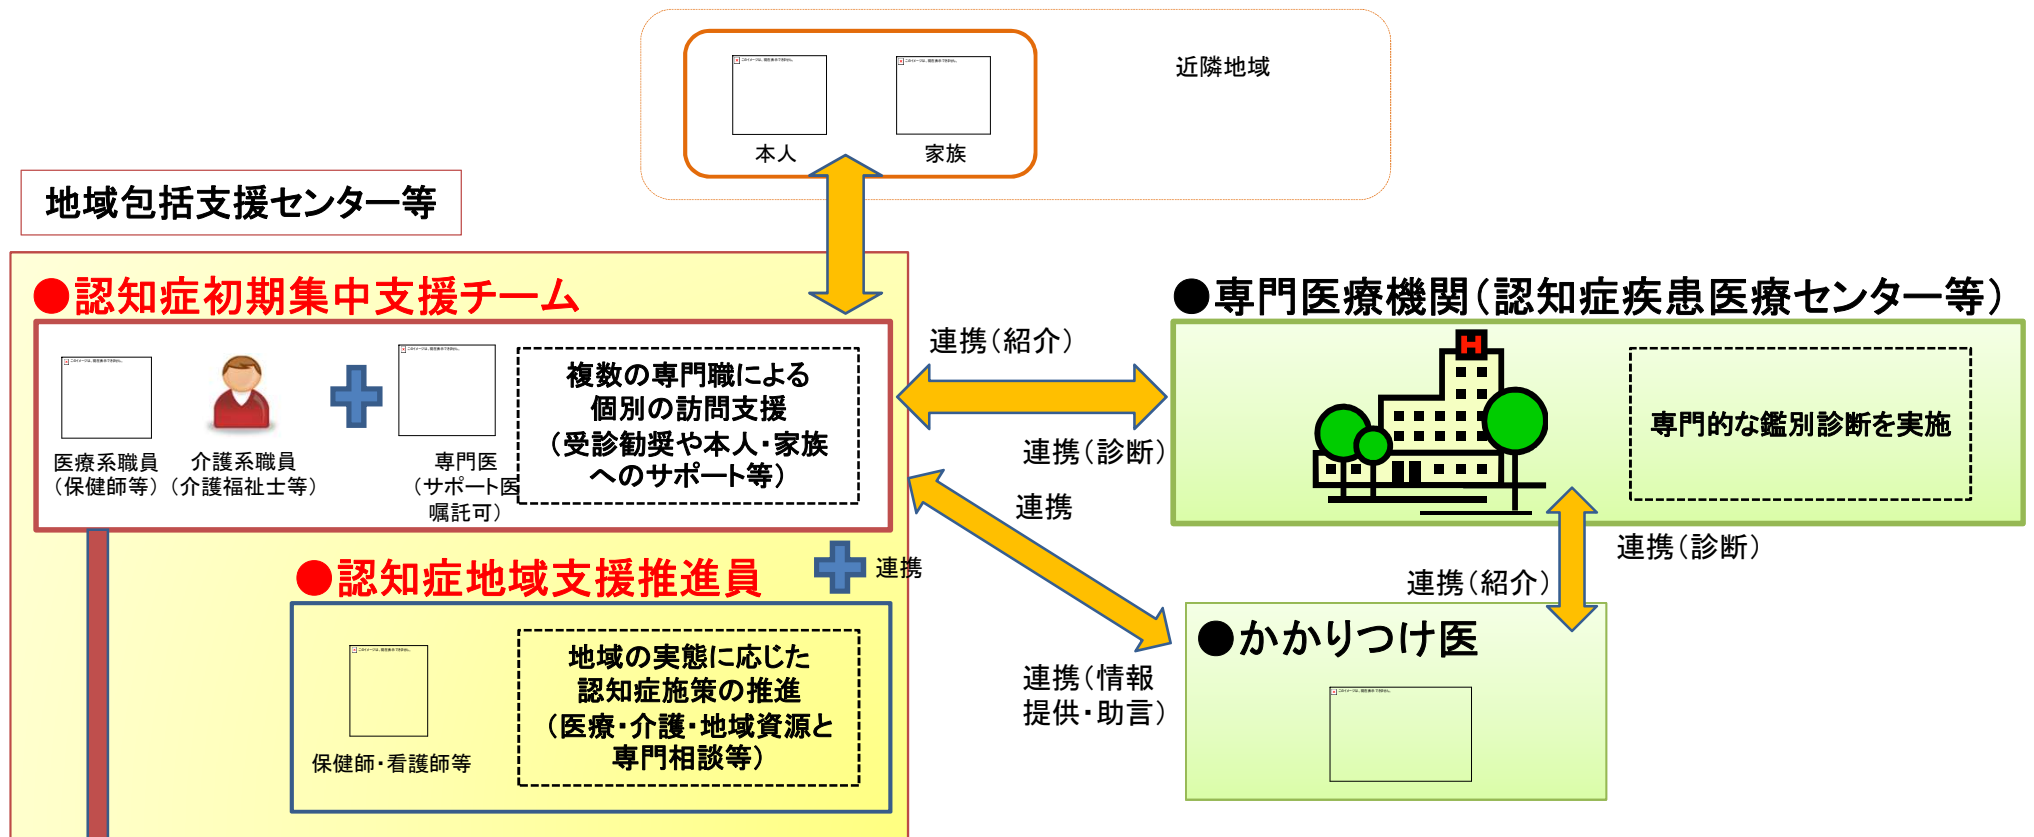 近隣地域
本人
家族
地域包括支援センター等
●認知症初期集中支援チーム
医療系職員
（保健師等）
介護系職員
（介護福祉士等）
専門医
（サポート医
嘱託可）
複数の専門職による
個別の訪問支援
（受診勧奨や本人・家族
へのサポート等）
連携（紹介）
連携（診断）
連携
●専門医療機関（認知症疾患医療センター等）
H
専門的な鑑別診断を実施
連携（診断）
連携（紹介）
連携
●認知症地域支援推進員
保健師・看護師等
地域の実態に応じた
認知症施策の推進
（医療・介護・地域資源と
専門相談等）
連携（情報
提供・助言）
●かかりつけ医